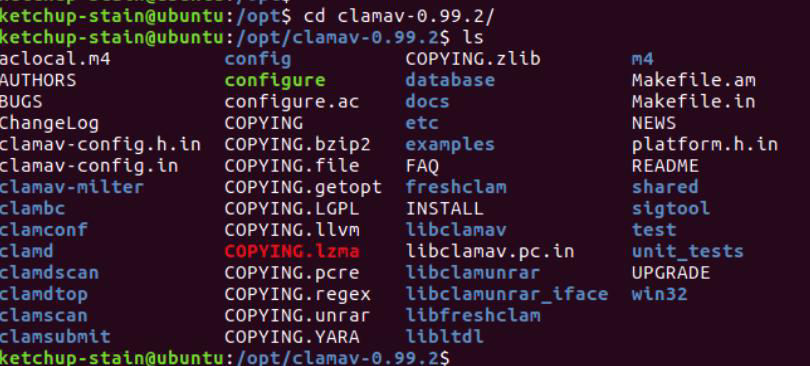 ketchup-stain@ubuntu:/opt$ cd clamav-0.99.2/
ketchup-stain@ubuntu:/opt/clamav-0.99.2$ ls
aclocal.m4 config COPYING.zlib m4
AUTHORS configure database Makefile.am
BUGS configure.ac docs Makefile.in
ChangeLog COPYING etc NEWS
clamav-config.h.in COPYING.bzip2 examples platform.h.in
clamav-config.in COPYING.file FAQ README
clamav-milter COPYING.getopt freshclam shared
clambc COPYING.LGPL INSTALL sigtool
clamconf COPYING.llvm libclamav test
clamd COPYING.lzma libclamav.pc.in unit_tests
clamdscan COPYING.pcre libclamunrar UPGRADE
clamdtop COPYING.regex libclamunrar_iface win32
clamscan COPYING.unrar libfreshclam
clamsubmit COPYING.YARA libltdl
ketchup-stain@ubuntu:/opt/clamav-0.99.2$